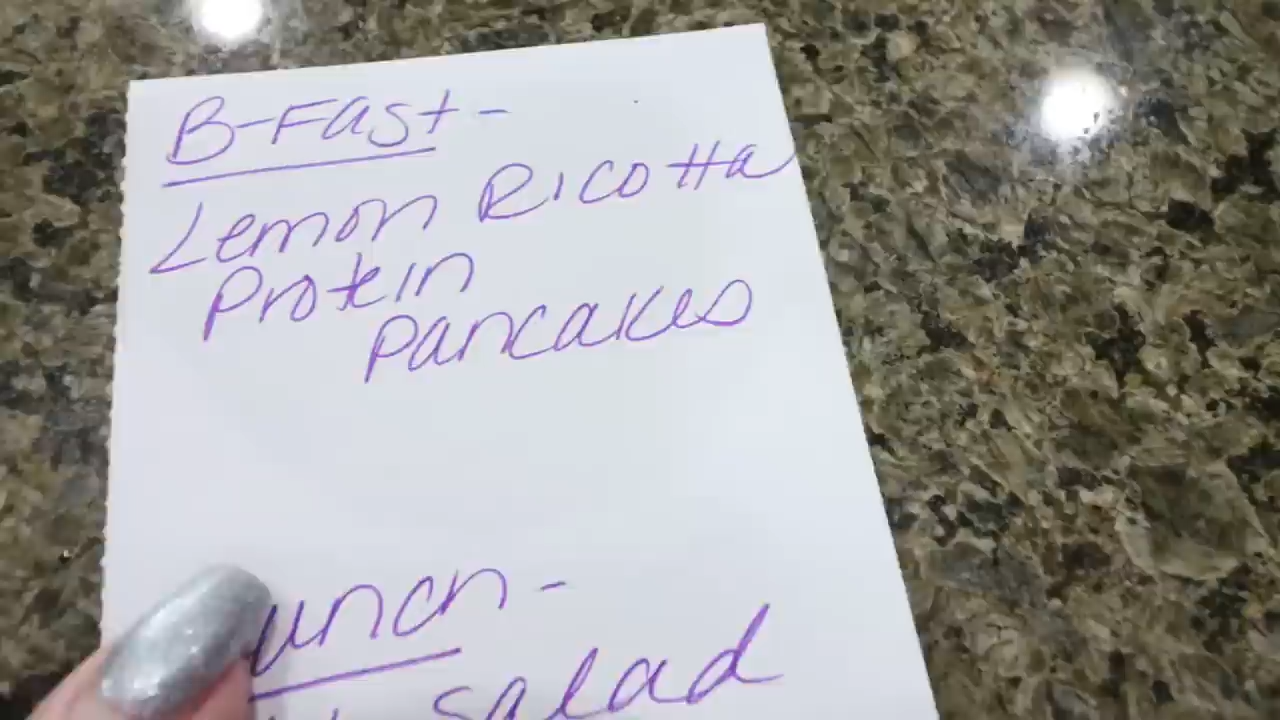 B-FAST-
Lemon Ricotta
Protein
Pancakes
unch-
salad